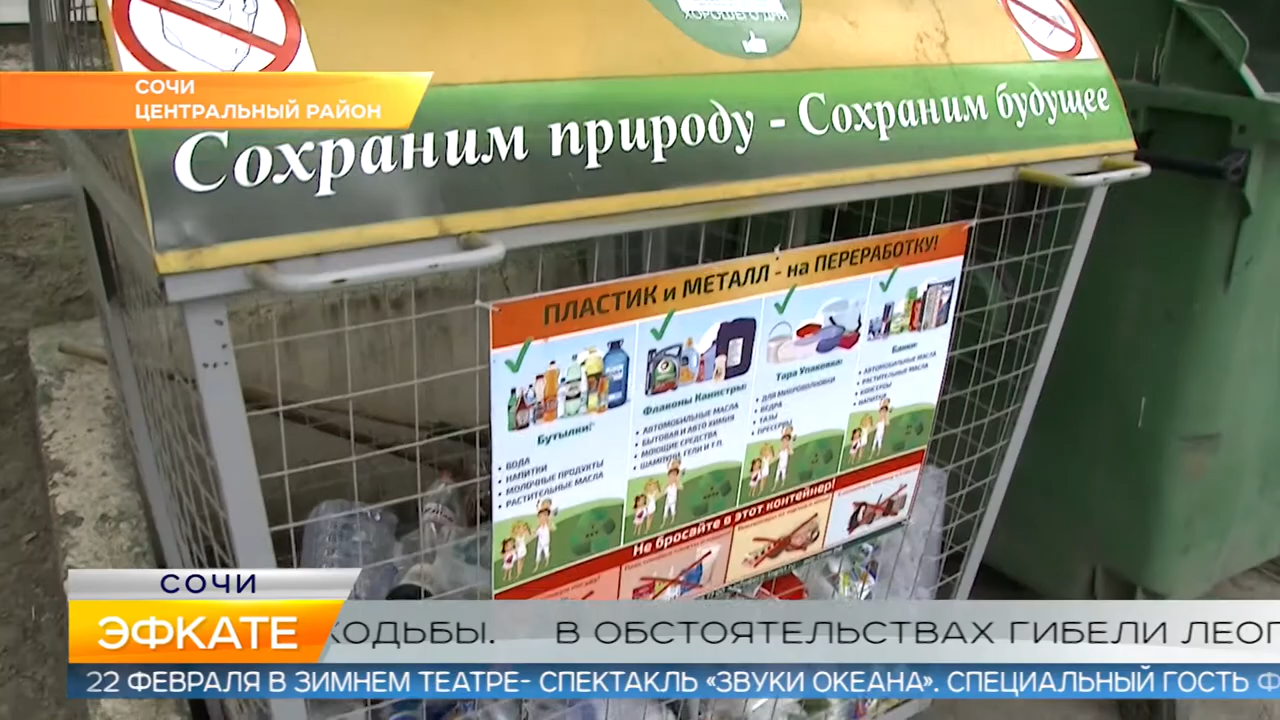 ХОРОШЕГО ДНЯ
СОЧИ
ЦЕНТРАЛЬНЫЙ РАЙОН
Сохраним природу - Сохраним будущее
ПЛАСТИК и МЕТАЛЛ - на ПЕРЕРАБОТКУ!
Бутылки:
• ВОДА
• НАПИТКИ
• МОЛОЧНЫЕ ПРОДУКТЫ
• РАСТИТЕЛЬНЫЕ МАСЛА
Флаконы Канистры:
• АВТОМОБИЛЬНЫЕ МАСЛА
• БЫТОВАЯ И АВТО ХИМИЯ
• МОЮЩИЕ СРЕДСТВА
• ШАМПУНИ, ГЕЛИ И Т.П.
Тара Упаковка:
• ДЛЯ МИКРОВОЛНОВКИ
• ВЕДРА
• ТАЗЫ
• ПРЕСЕРВЫ
Банки:
• АВТОМОБИЛЬНЫЕ МАСЛА
• РАСТИТЕЛЬНЫЕ МАСЛА
• КОНСЕРВЫ
• НАПИТКИ
Не бросайте в этот контейнер!
СОЧИ
ЭФКАТЕ
ХОДЬБЫ. В ОБСТОЯТЕЛЬСТВАХ ГИБЕЛИ ЛЕОП
22 ФЕВРАЛЯ В ЗИМНЕМ ТЕАТРЕ- СПЕКТАКЛЬ «ЗВУКИ ОКЕАНА». СПЕЦИАЛЬНЫЙ ГОСТЬ Ф